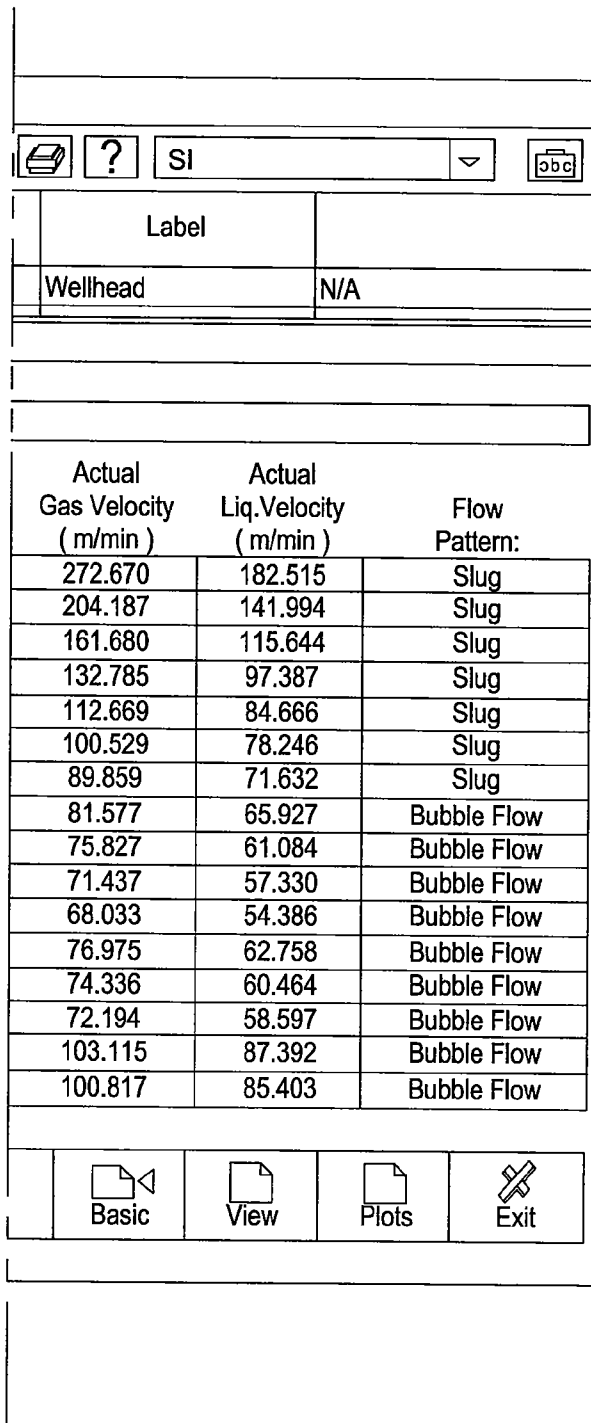 ? SI ɔbc
Label
Wellhead N/A
Actual Actual
Gas Velocity Liq.Velocity Flow
( m/min ) ( m/min ) Pattern:
272.670 182.515 Slug
204.187 141.994 Slug
161.680 115.644 Slug
132.785 97.387 Slug
112.669 84.666 Slug
100.529 78.246 Slug
89.859 71.632 Slug
81.577 65.927 Bubble Flow
75.827 61.084 Bubble Flow
71.437 57.330 Bubble Flow
68.033 54.386 Bubble Flow
76.975 62.758 Bubble Flow
74.336 60.464 Bubble Flow
72.194 58.597 Bubble Flow
103.115 87.392 Bubble Flow
100.817 85.403 Bubble Flow
Basic View Plots Exit